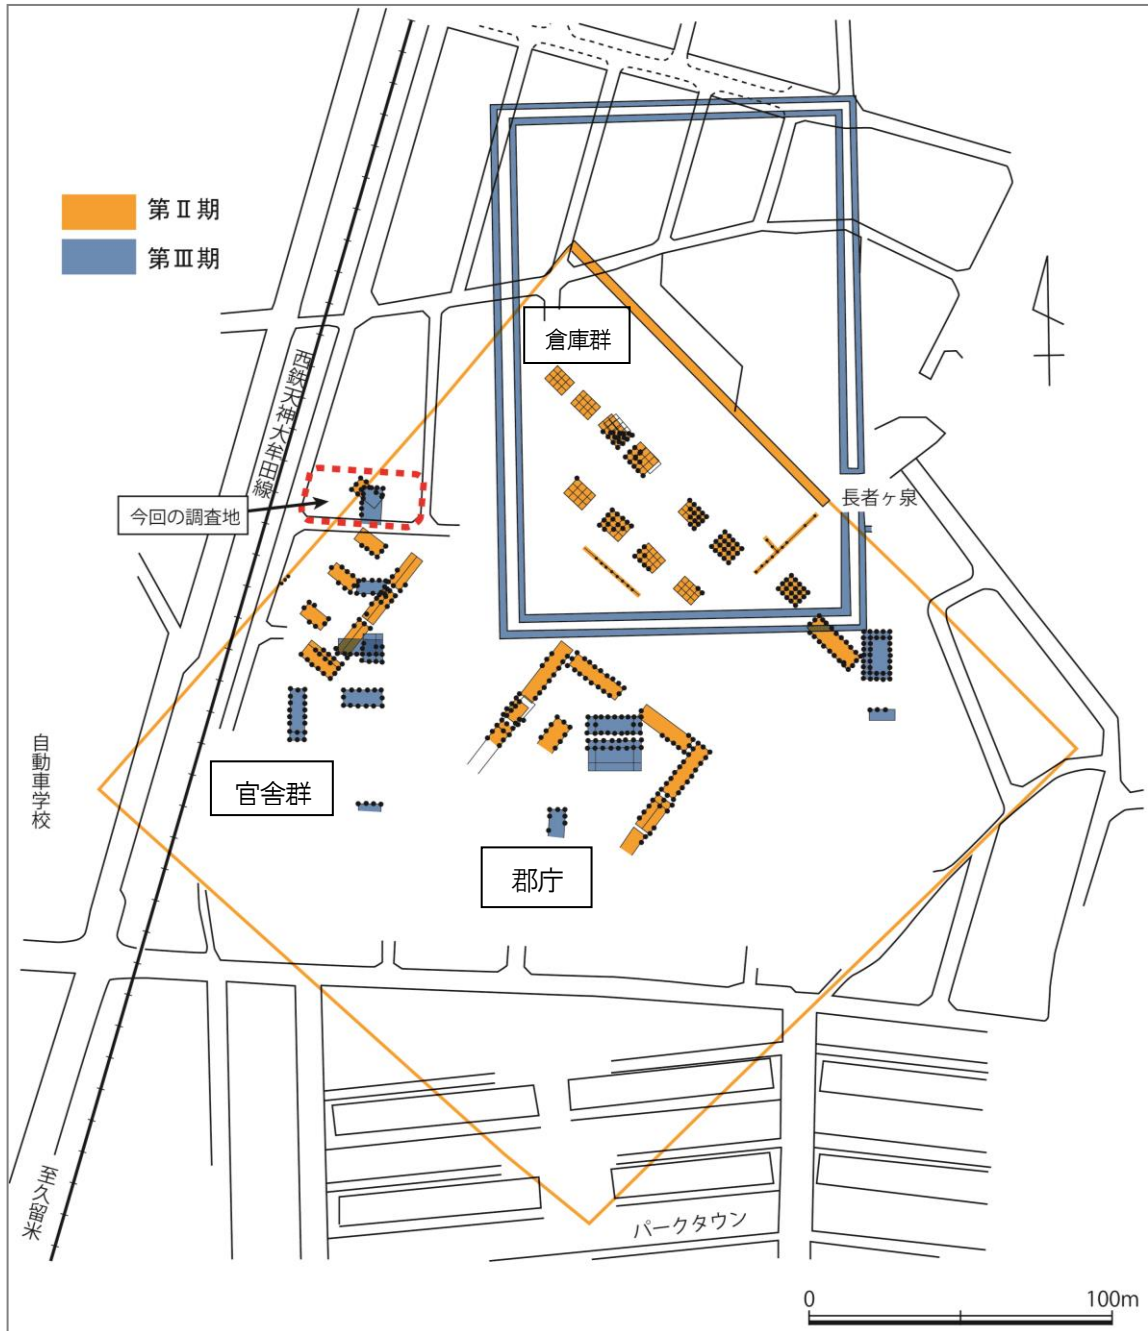 第Ⅱ期
第Ⅲ期
倉庫群
西鉄天神大牟田線
長者ヶ泉
今回の調査地
自動車学校
官舎群
郡庁
至久留米
パークタウン
0 100m